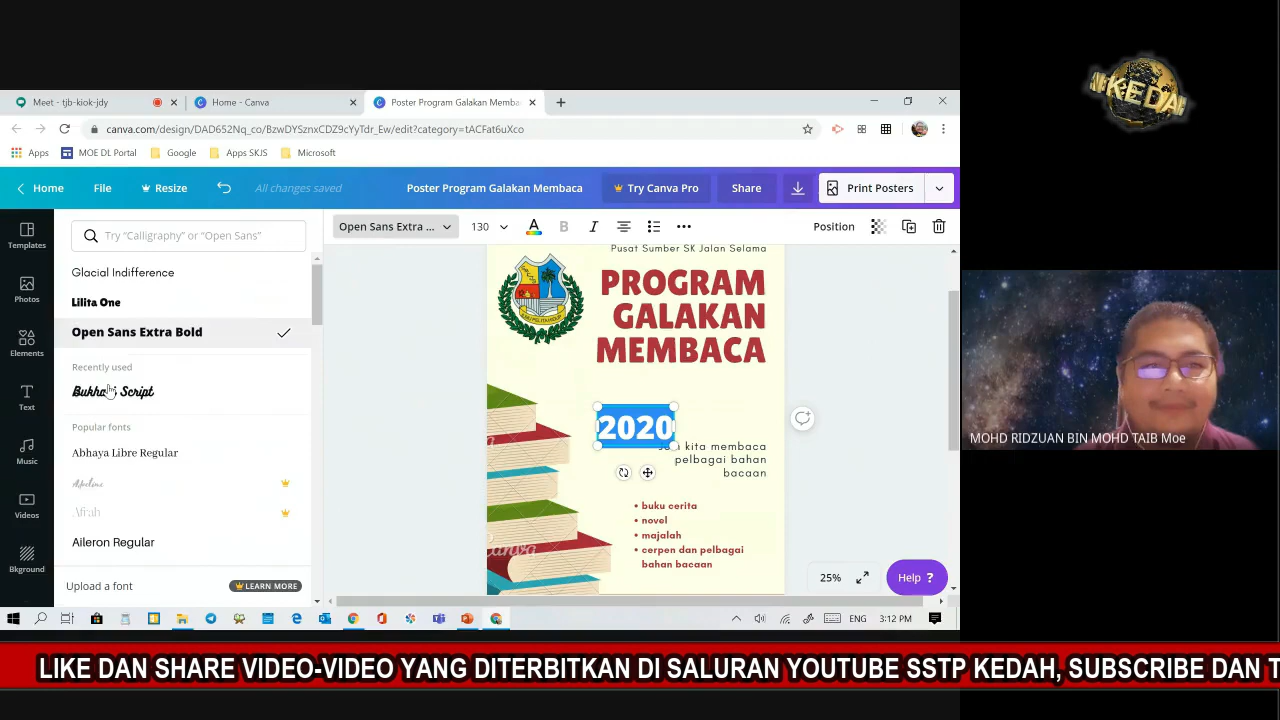 Meet - tjb-kiok-jdy
Home - Canva
Poster Program Galakan Memba
canva.com/design/DAD652Nq_co/BzwDYSznxCDZ9cYyTdr_Ew/edit?category=tACFat6uXco
Apps
MOE DL Portal
Google
Apps SKJS
Microsoft
Home
File
Resize
All changes saved
Poster Program Galakan Membaca
Try Canva Pro
Share
Print Posters
Templates
Photos
Elements
Text
Music
Videos
Bkground
Try “Calligraphy” or “Open Sans”
Glacial Indifference
Lilita One
Open Sans Extra Bold
Recently used
Script
Popular fonts
Abhaya Libre Regular
Afrah
Aileron Regular
Upload a font
LEARN MORE
Open Sans Extra ...
130
A
B
I
Position
Pusat Sumber SK Jalan Selama
PROGRAM
GALAKAN
MEMBACA
2020
kita membaca
pelbagai bahan
bacaan
• buku cerita
• novel
• majalah
• cerpen dan pelbagai
bahan bacaan
25%
Help ?
ENG
3:12 PM
MOHD RIDZUAN BIN MOHD TAIB Moe
LIKE DAN SHARE VIDEO-VIDEO YANG DITERBITKAN DI SALURAN YOUTUBE SSTP KEDAH, SUBSCRIBE DAN T